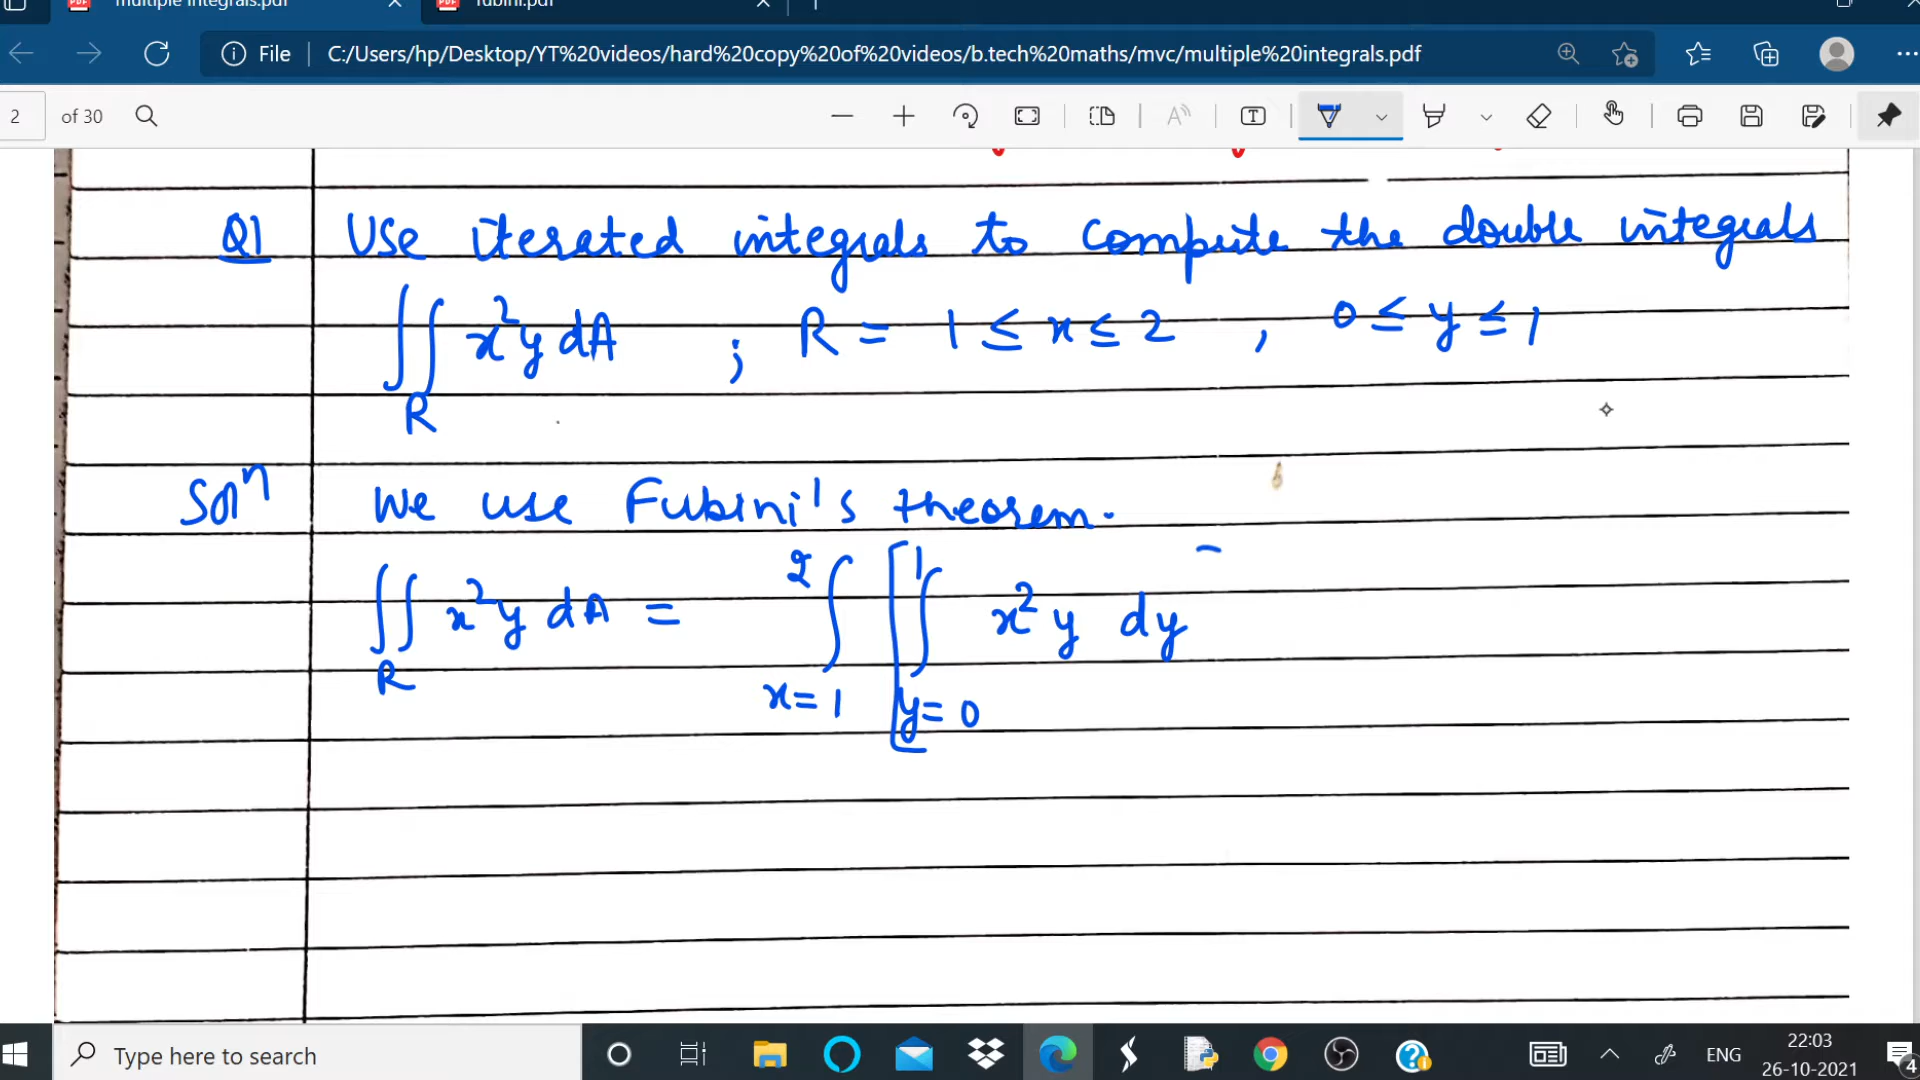 multiple integrals.pdf
fubini.pdf
File C:/Users/hp/Desktop/YT%20videos/hard%20copy%20of%20videos/b.tech%20maths/mvc/multiple%20integrals.pdf
2 of 30
Q1 Use iterated integrals to compute the double integrals
∬_R x²y dA ; R = 1 ≤ x ≤ 2 , 0 ≤ y ≤ 1
Solⁿ We use Fubini's theorem.
∬_R x²y dA = ∫_{x=1}^{2} [ ∫_{y=0}^{1} x²y dy
Type here to search
ENG
22:03
26-10-2021
4